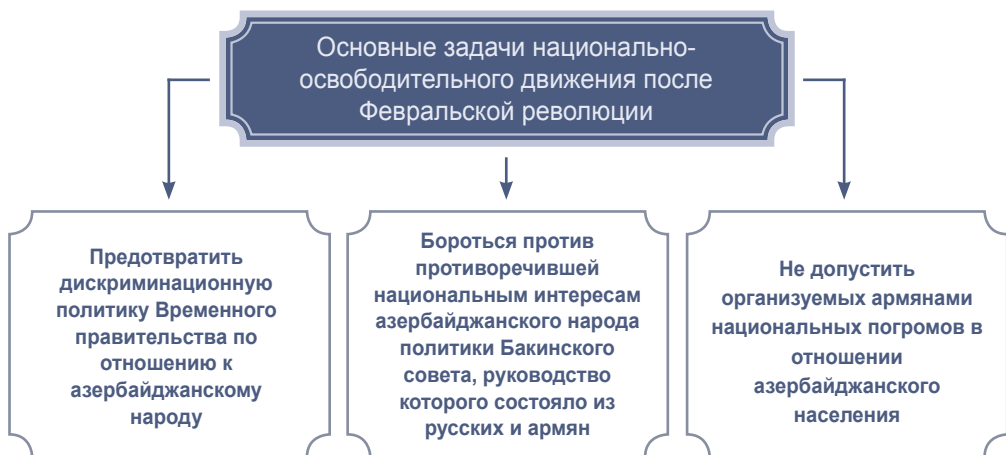 Основные задачи национально-
освободительного движения после
Февральской революции
Предотвратить
дискриминационную
политику Временного
правительства по
отношению к
азербайджанскому
народу
Бороться против
противоречившей
национальным интересам
азербайджанского народа
политики Бакинского
совета, руководство
которого состояло из
русских и армян
Не допустить
организуемых армянами
национальных погромов в
отношении
азербайджанского
населения